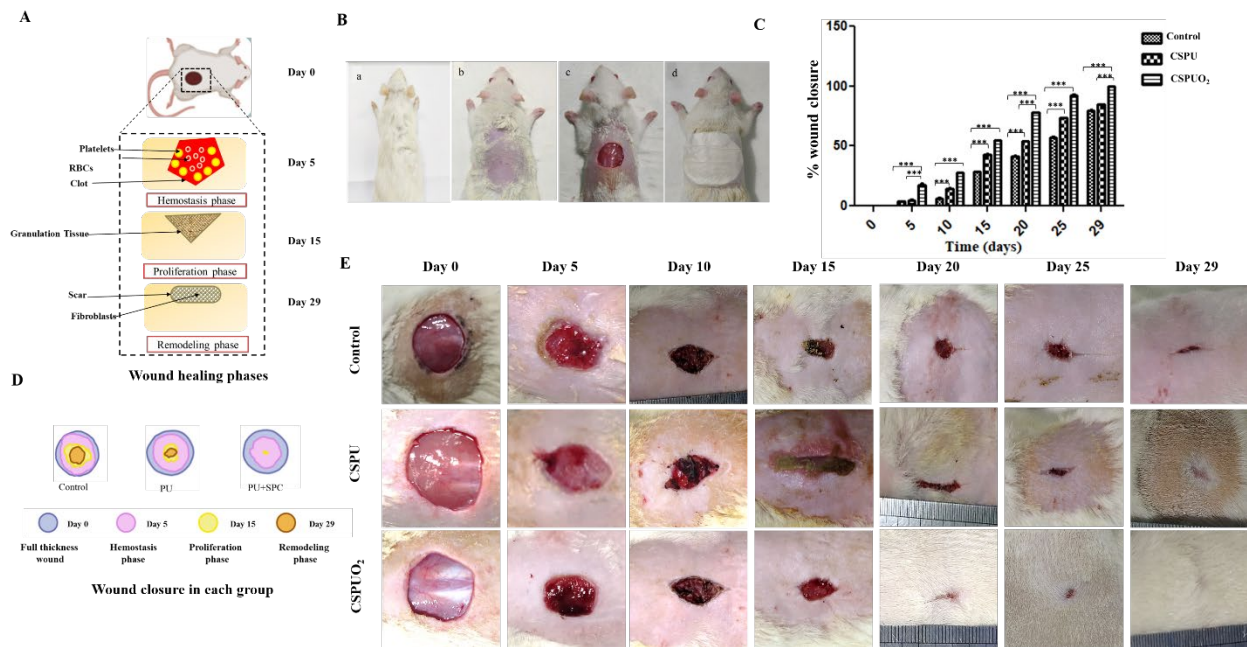 A
Day 0
Platelets
RBCs
Clot
Day 5
Hemostasis phase
Granulation Tissue
Day 15
Proliferation phase
Scar
Fibroblasts
Day 29
Remodeling phase
Wound healing phases
B
a b c d
C
% wound closure
150
100
50
0
0 5 10 15 20 25 29
Time (days)
Control
CSPU
CSPUO₂
***
***
***
***
***
***
***
***
***
***
***
***
***
D
Control PU PU+SPC
Day 0 Day 5 Day 15 Day 29
Full thickness wound
Hemostasis phase
Proliferation phase
Remodeling phase
Wound closure in each group
E
Day 0 Day 5 Day 10 Day 15 Day 20 Day 25 Day 29
Control
CSPU
CSPUO₂